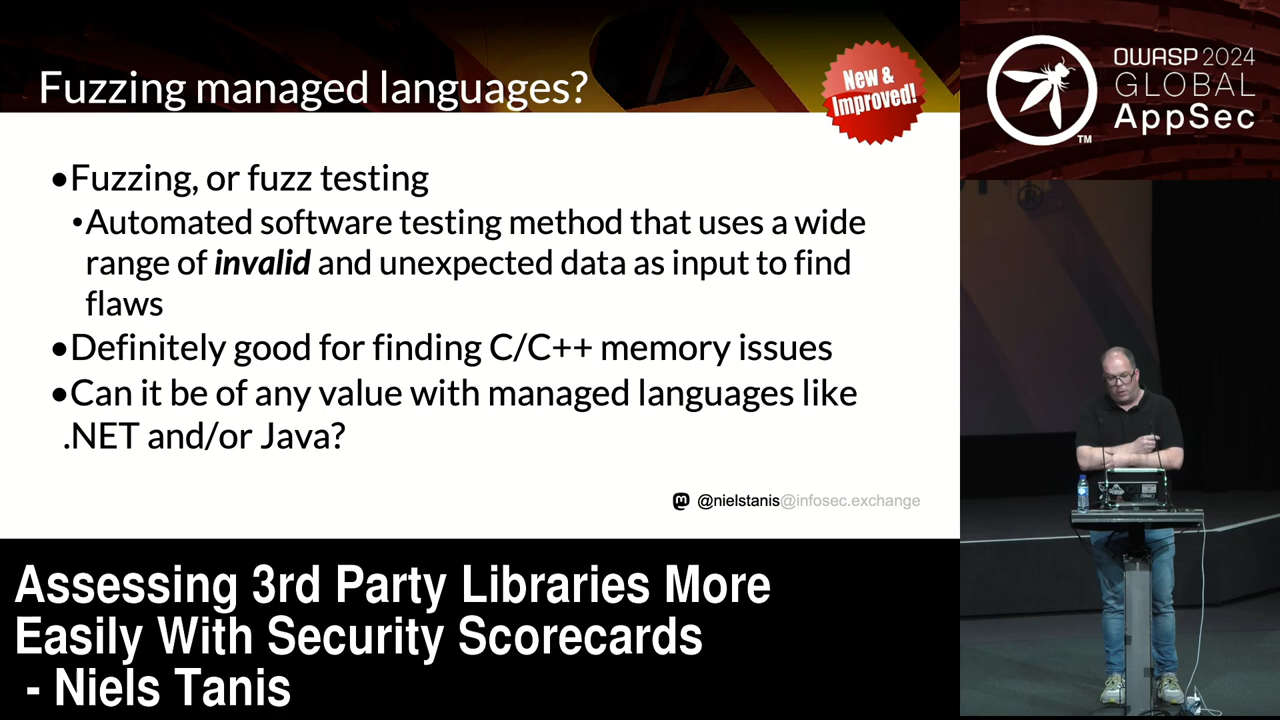 Fuzzing managed languages?
New &
Improved!
•Fuzzing, or fuzz testing
•Automated software testing method that uses a wide
range of invalid and unexpected data as input to find
flaws
•Definitely good for finding C/C++ memory issues
•Can it be of any value with managed languages like
.NET and/or Java?
@nielstanis@infosec.exchange
OWASP 2024
GLOBAL
AppSec
TM
Assessing 3rd Party Libraries More
Easily With Security Scorecards
- Niels Tanis